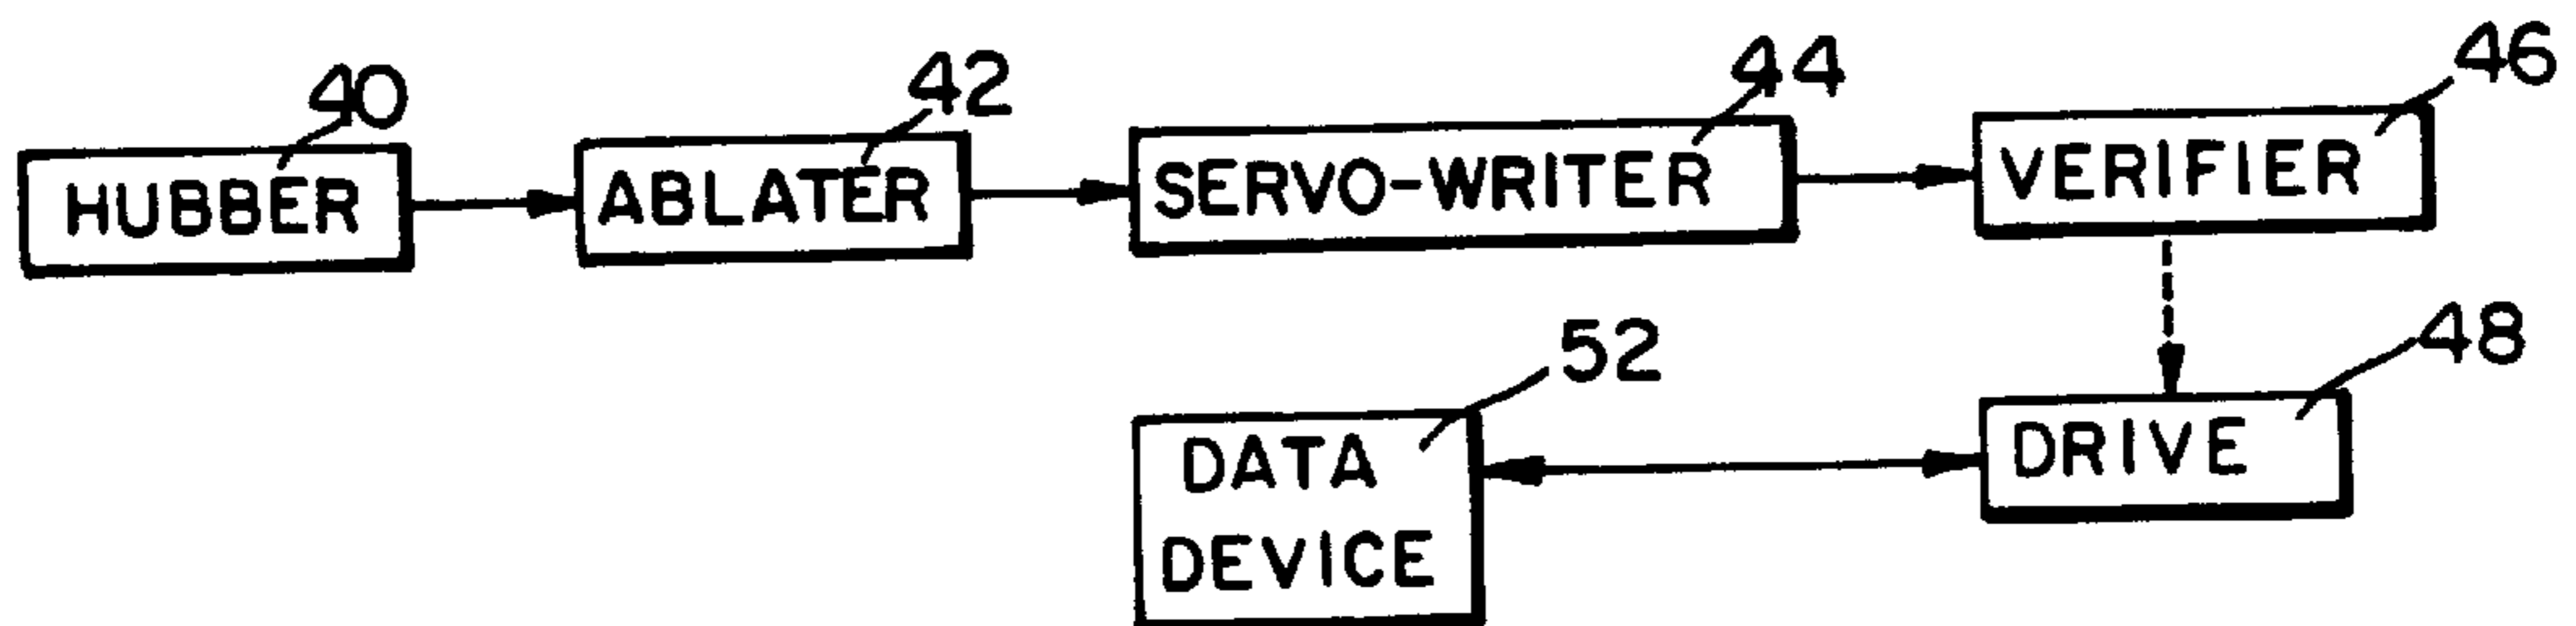 40
42
44
46
HUBBER
ABLATER
SERVO-WRITER
VERIFIER
52
48
DATA
DEVICE
DRIVE